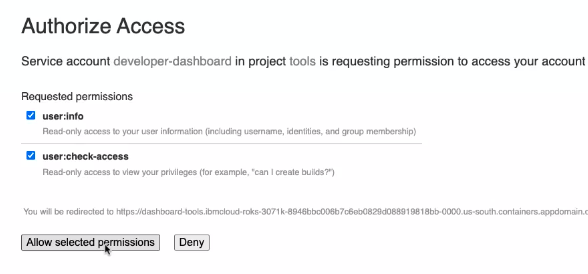 Authorize Access
Service account developer-dashboard in project tools is requesting permission to access your account
Requested permissions
user:info
Read-only access to your user information (including username, identities, and group membership)
user:check-access
Read-only access to view your privileges (for example, "can I create builds?")
You will be redirected to https://dashboard-tools.ibmcloud-roks-3071k-8946bbc006b7c6eb0829d088919818bb-0000.us-south.containers.appdomain.c
Allow selected permissions Deny